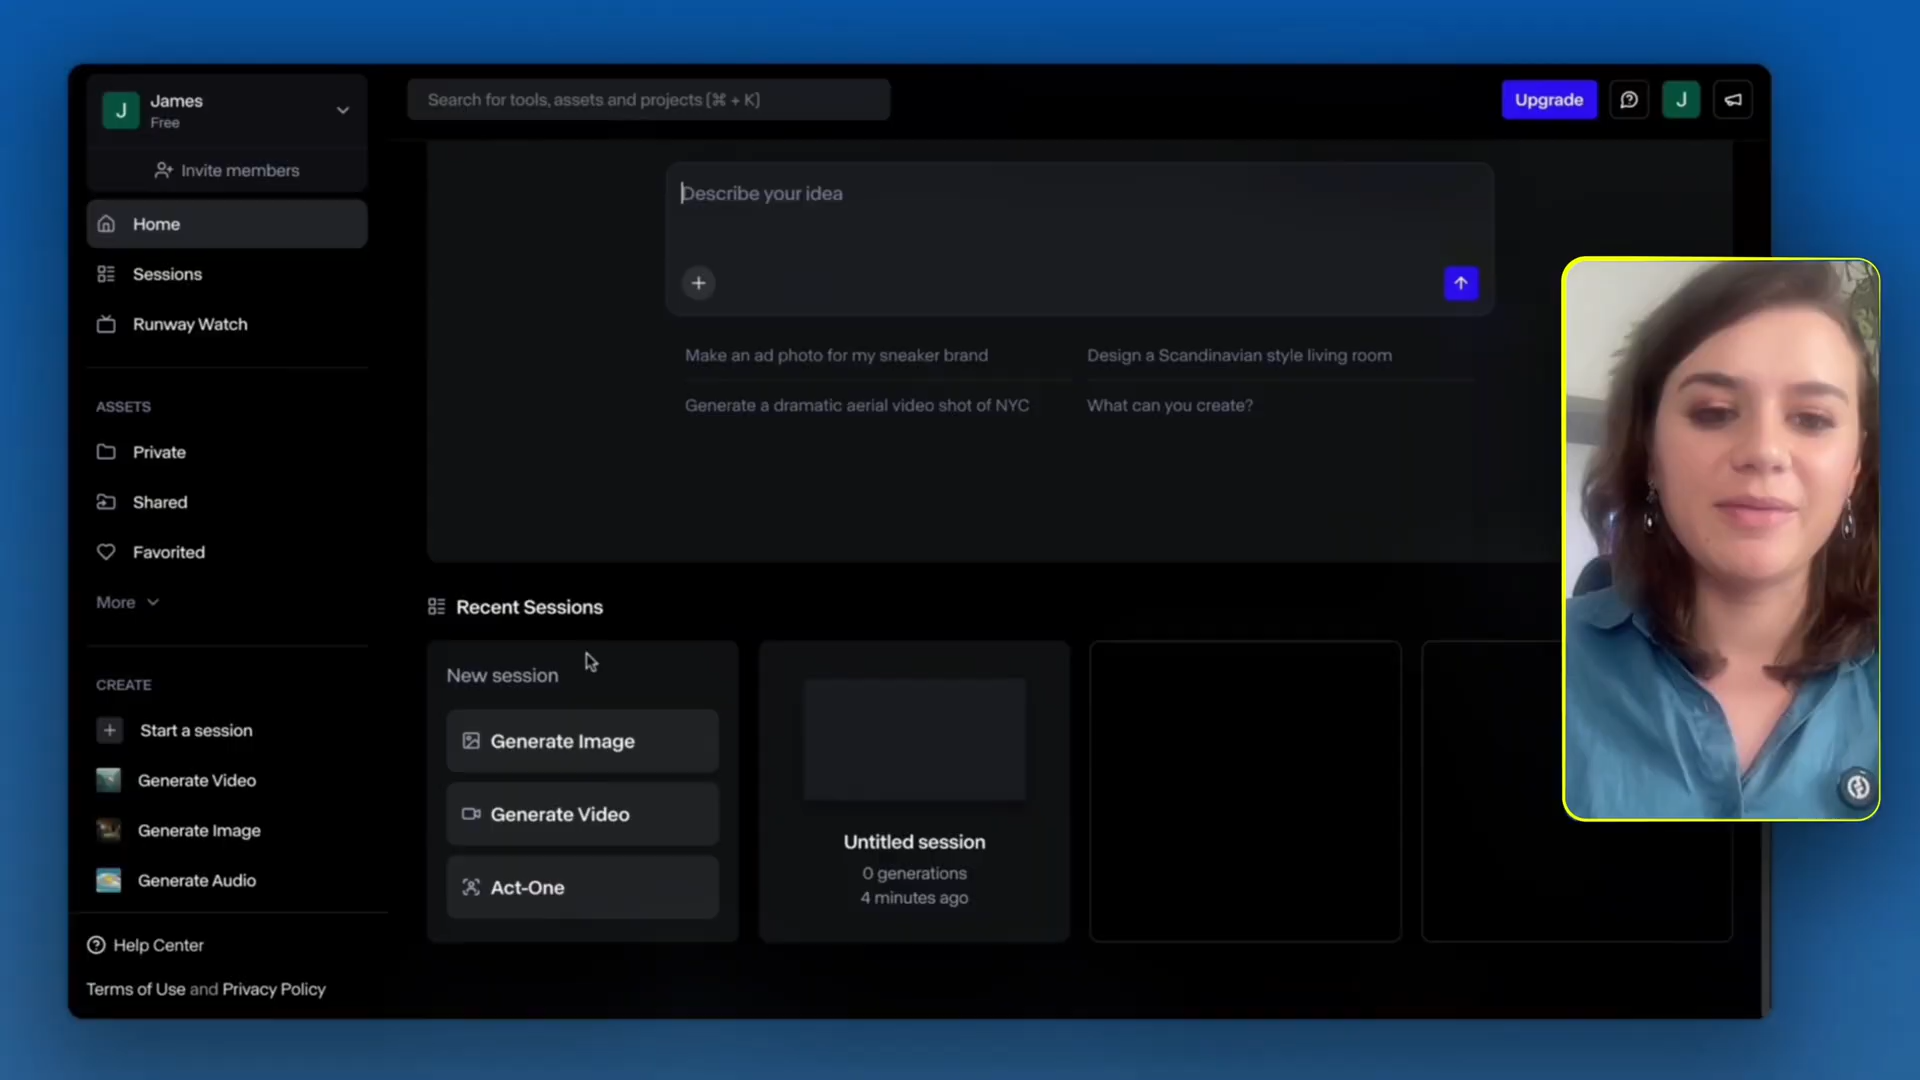 J
James
Free
Invite members
Home
Sessions
Runway Watch
ASSETS
Private
Shared
Favorited
More
CREATE
+ Start a session
Generate Video
Generate Image
Generate Audio
Help Center
Terms of Use and Privacy Policy
Search for tools, assets and projects (⌘ + K)
Upgrade
J
Describe your idea
Make an ad photo for my sneaker brand
Design a Scandinavian style living room
Generate a dramatic aerial video shot of NYC
What can you create?
Recent Sessions
New session
Generate Image
Generate Video
Act-One
Untitled session
0 generations
4 minutes ago